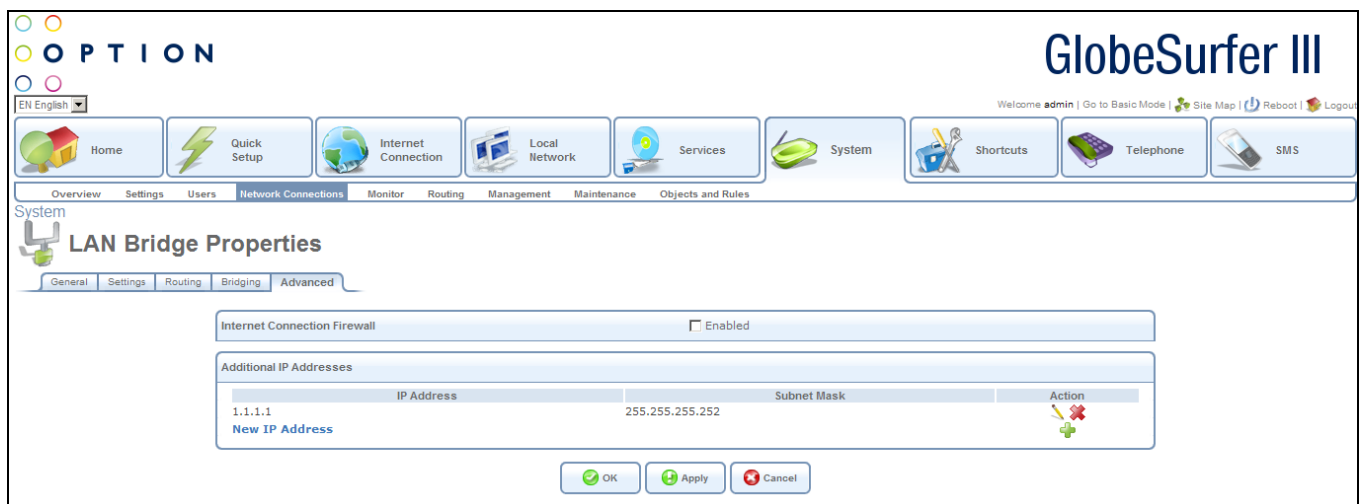 OPTION
GlobeSurfer III
EN English
Welcome admin | Go to Basic Mode | Site Map | Reboot | Logout
Home
Quick Setup
Internet Connection
Local Network
Services
System
Shortcuts
Telephone
SMS
Overview Settings Users Network Connections Monitor Routing Management Maintenance Objects and Rules
System
LAN Bridge Properties
General Settings Routing Bridging Advanced
Internet Connection Firewall Enabled
Additional IP Addresses
IP Address Subnet Mask Action
1.1.1.1 255.255.255.252
New IP Address
OK Apply Cancel